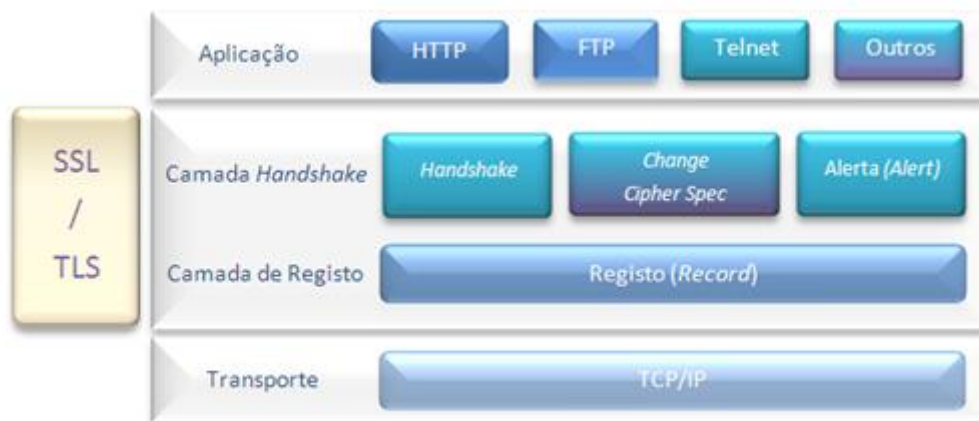 Aplicação
HTTP
FTP
Telnet
Outros
SSL
/
TLS
Camada Handshake
Handshake
Change
Cipher Spec
Alerta (Alert)
Camada de Registo
Registo (Record)
Transporte
TCP/IP